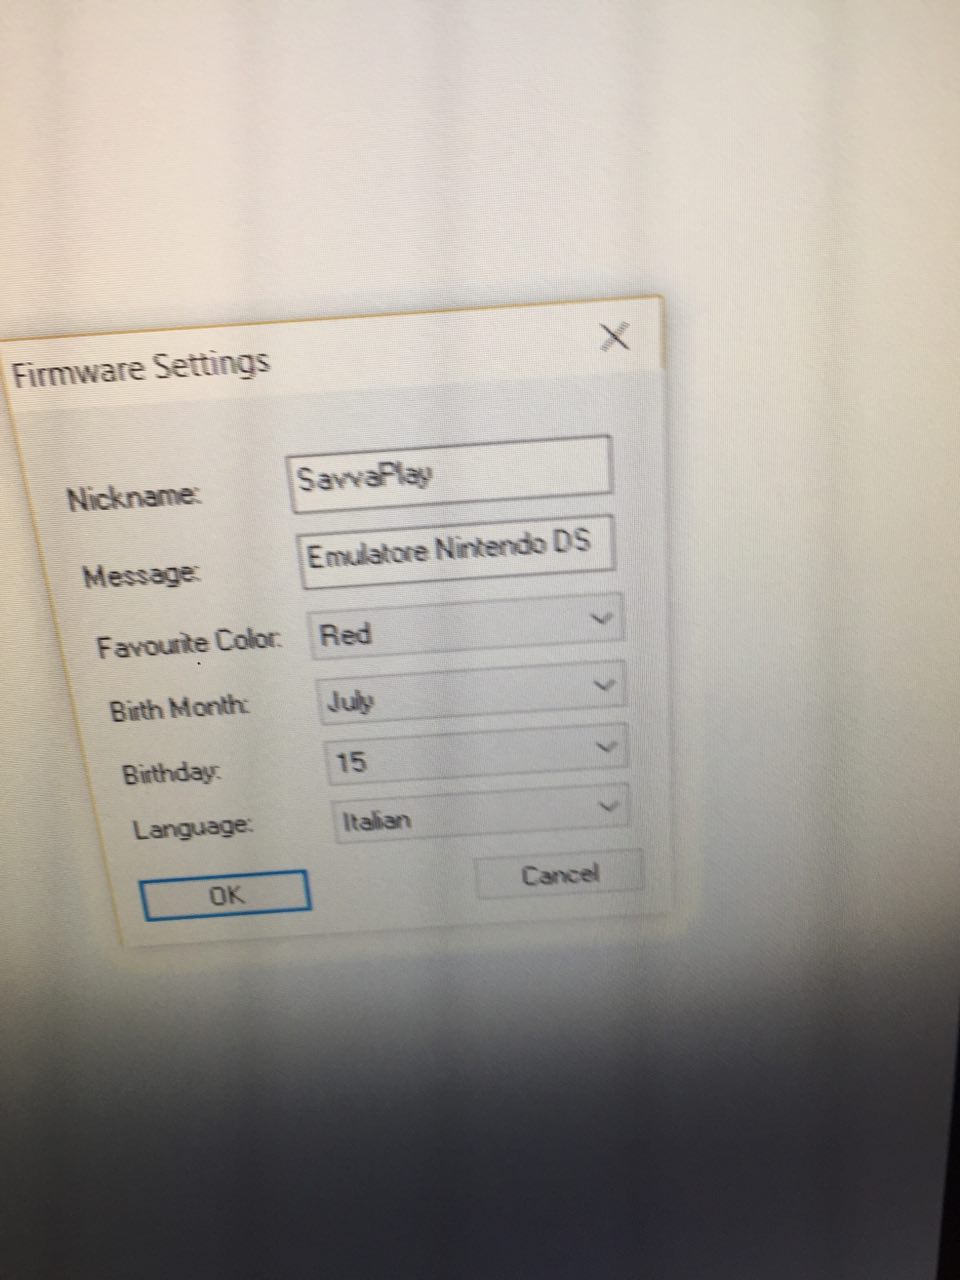 Firmware Settings
Nickname: SavvaPlay
Message: Emulatore Nintendo DS
Favourite Color: Red
Birth Month: July
Birthday: 15
Language: Italian
OK Cancel